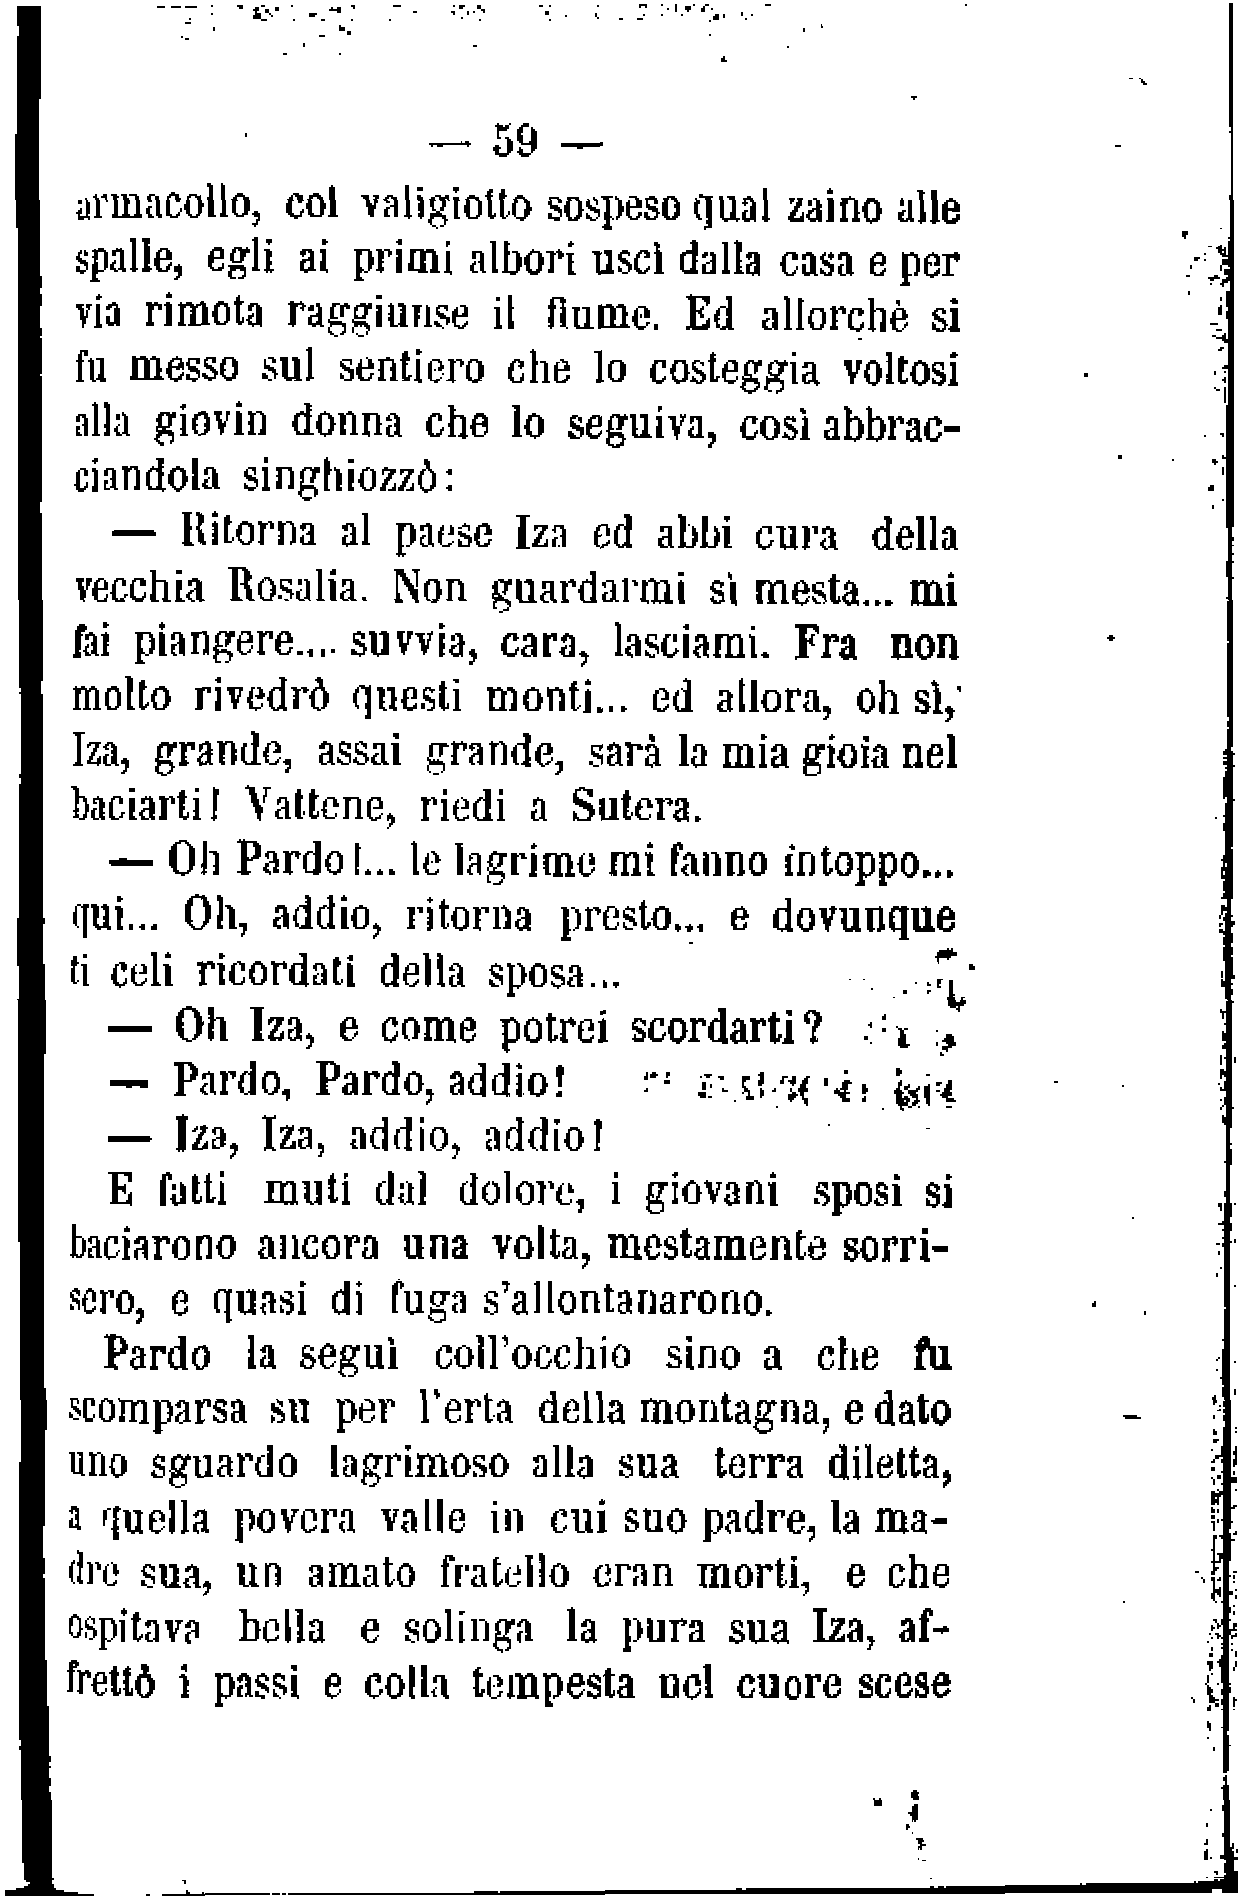 — 59 —
armacollo, col valigiotto sospeso qual zaino alle
spalle, egli ai primi albori uscì dalla casa e per
via rimota raggiunse il fiume. Ed allorchè si
fu messo sul sentiero che lo costeggia voltosi
alla giovin donna che lo seguiva, così abbrac-
ciandola singhiozzò:
— Ritorna al paese Iza ed abbi cura della
vecchia Rosalia. Non guardarmi sì mesta... mi
fai piangere.... suvvia, cara, lasciami. Fra non
molto rivedrò questi monti... ed allora, oh sì,
Iza, grande, assai grande, sarà la mia gioia nel
baciarti! Vattene, riedi a Sutera.
— Oh Pardo!... le lagrime mi fanno intoppo...
qui... Oh, addio, ritorna presto... e dovunque
ti celi ricordati della sposa...
— Oh Iza, e come potrei scordarti?
— Pardo, Pardo, addio!
— Iza, Iza, addio, addio!
E fatti muti dal dolore, i giovani sposi si
baciarono ancora una volta, mestamente sorri-
sero, e quasi di fuga s'allontanarono.
Pardo la seguì coll'occhio sino a che fu
scomparsa su per l'erta della montagna, e dato
uno sguardo lagrimoso alla sua terra diletta,
a quella povera valle in cui suo padre, la ma-
dre sua, un amato fratello eran morti, e che
ospitava bella e solinga la pura sua Iza, af-
frettò i passi e colla tempesta nel cuore scese